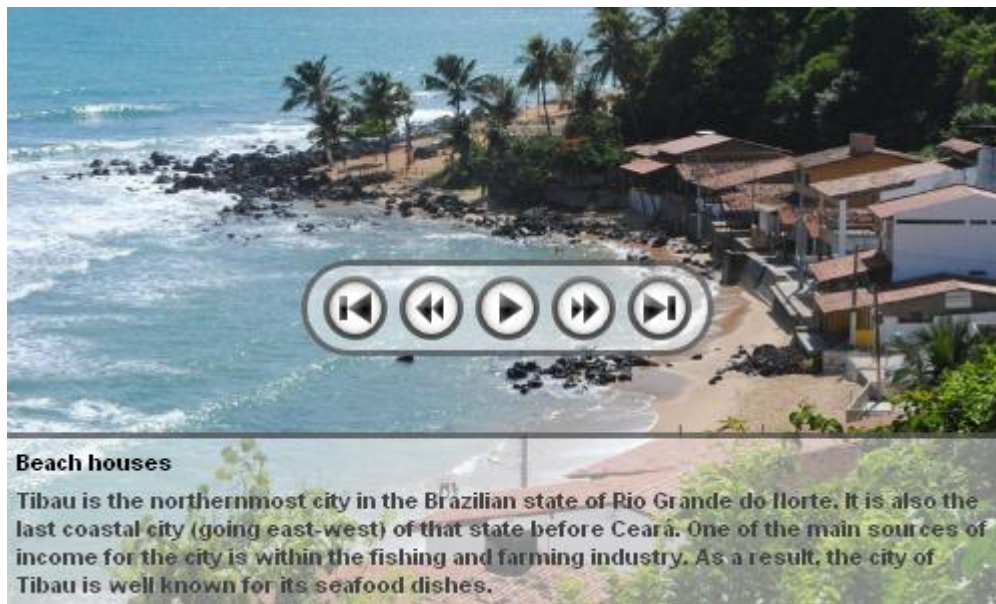 Beach houses
Tibau is the northernmost city in the Brazilian state of Rio Grande do Norte. It is also the
last coastal city (going east-west) of that state before Ceará. One of the main sources of
income for the city is within the fishing and farming industry. As a result, the city of
Tibau is well known for its seafood dishes.